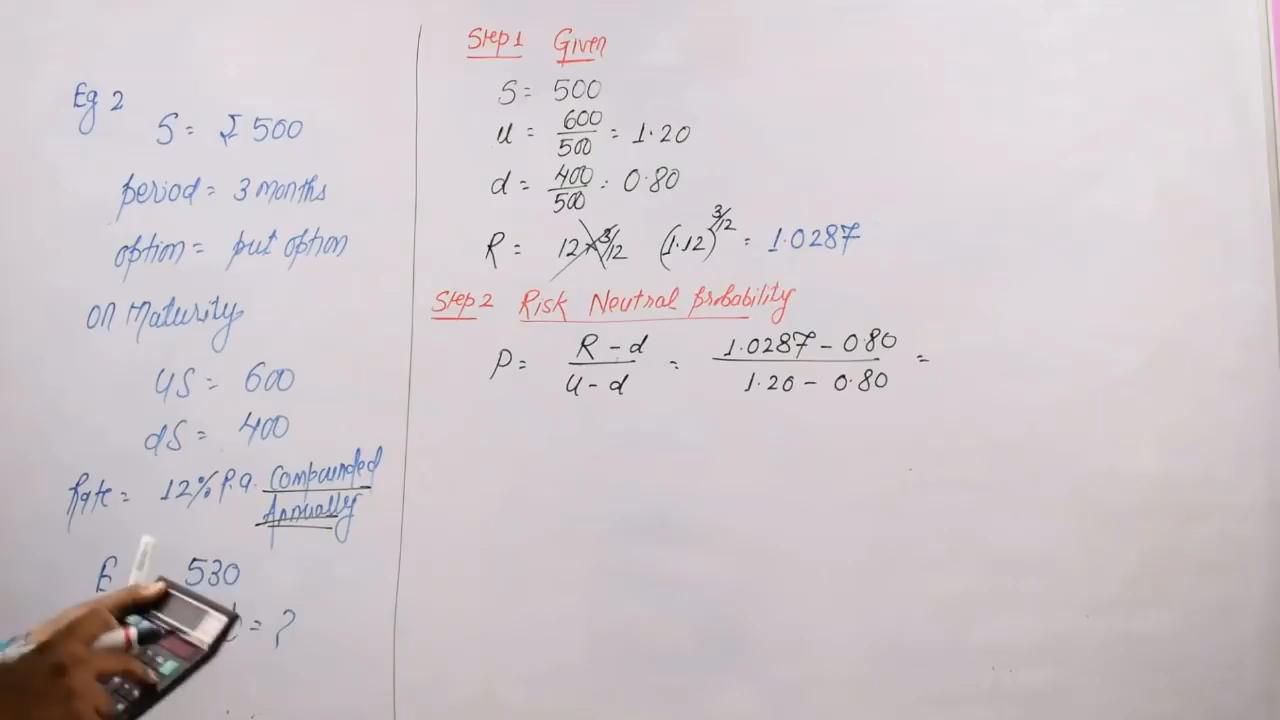 Eg 2
S = ₹ 500
period = 3 months
option = put option
on Maturity
uS = 600
dS = 400
Rate = 12% P.a. Compounded
Annually
E 530
= ?
Step 1 Given
S = 500
u = 600/500 = 1.20
d = 400/500 = 0.80
R = 12 × 3/12 (1.12)^3/12 = 1.0287
Step 2 Risk Neutral probability
P = R - d / u - d = 1.0287 - 0.80 / 1.20 - 0.80 =